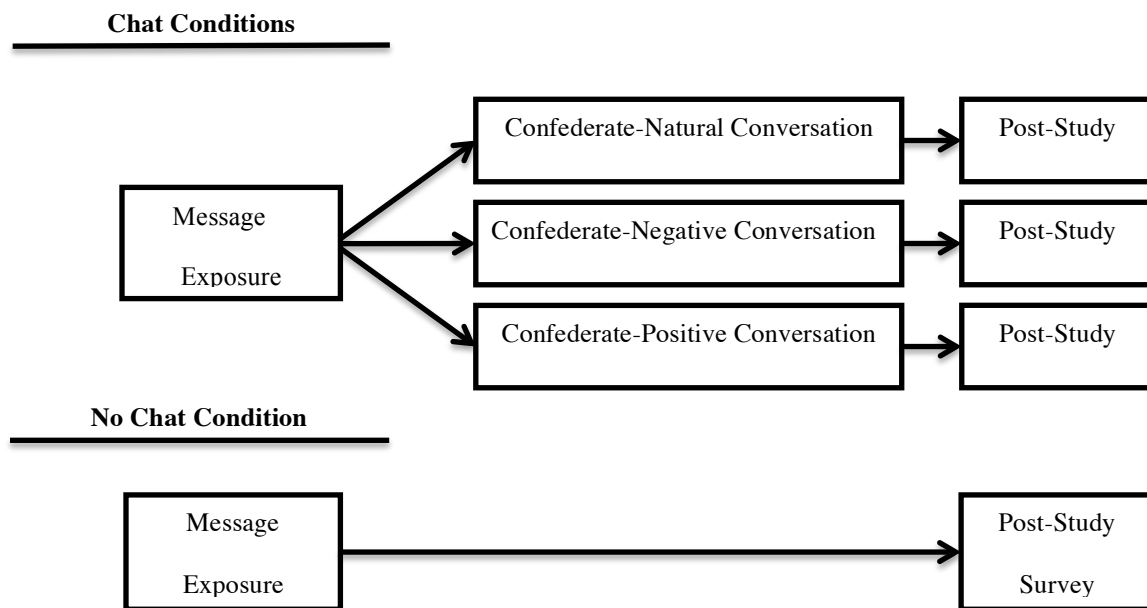 Chat Conditions
Confederate-Natural Conversation
Post-Study
Message
Exposure
Confederate-Negative Conversation
Post-Study
Confederate-Positive Conversation
Post-Study
No Chat Condition
Message
Exposure
Post-Study
Survey